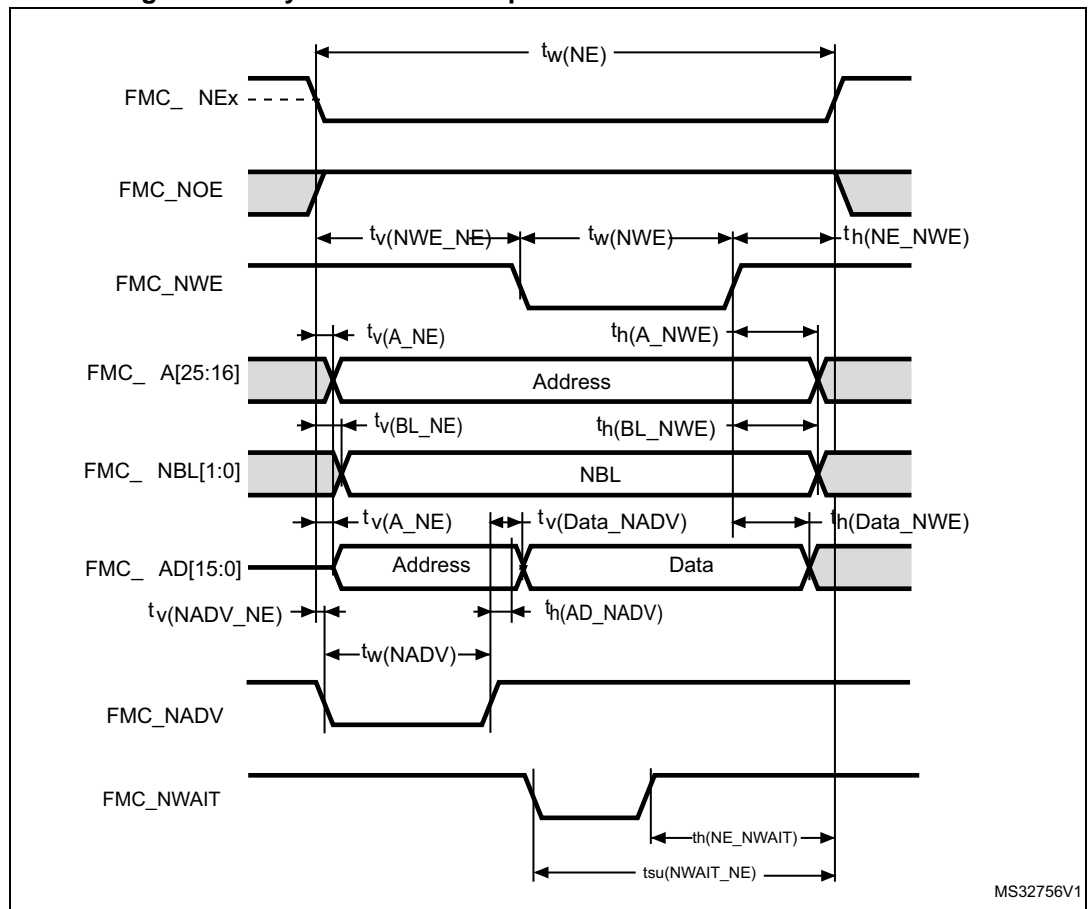 tw(NE)
FMC_ NEx
FMC_NOE
tv(NWE_NE) tw(NWE) th(NE_NWE)
FMC_NWE
tv(A_NE) th(A_NWE)
FMC_ A[25:16] Address
tv(BL_NE) th(BL_NWE)
FMC_ NBL[1:0] NBL
tv(A_NE) tv(Data_NADV) th(Data_NWE)
FMC_ AD[15:0] Address Data
tv(NADV_NE) th(AD_NADV)
tw(NADV)
FMC_NADV
FMC_NWAIT
th(NE_NWAIT)
tsu(NWAIT_NE)
MS32756V1